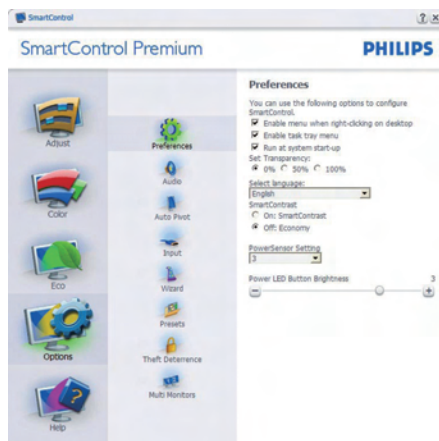 SmartControl
SmartControl Premium
PHILIPS
Adjust
Color
Eco
Options
Help
Preferences
Audio
Auto Pivot
Input
Wizard
Presets
Theft Deterrence
Multi Monitors
Preferences
You can use the following options to configure
SmartControl.
Enable menu when right-clicking on desktop
Enable task tray menu
Run at system start-up
Set Transparency:
0% 50% 100%
Select language:
English
SmartContrast
On: SmartContrast
Off: Economy
PowerSensor Setting
3
Power LED Button Brightness 3